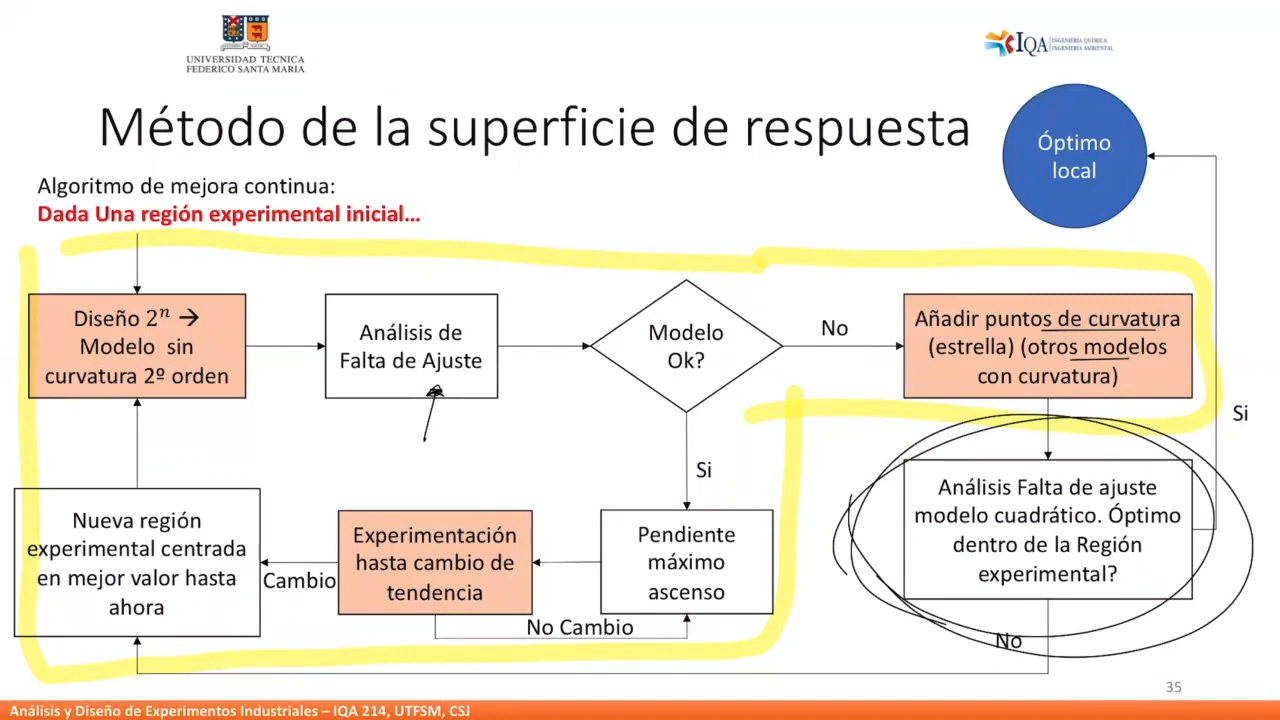 UNIVERSIDAD TECNICA
FEDERICO SANTA MARIA
IQA
INGENIERÍA QUÍMICA
INGENIERÍA AMBIENTAL
Método de la superficie de respuesta
Óptimo
local
Algoritmo de mejora continua:
Dada Una región experimental inicial...
Diseño 2ⁿ →
Modelo sin
curvatura 2º orden
Análisis de
Falta de Ajuste
Modelo
Ok?
No
Añadir puntos de curvatura
(estrella) (otros modelos
con curvatura)
Si
Si
Análisis Falta de ajuste
modelo cuadrático. Óptimo
dentro de la Región
experimental?
Nueva región
experimental centrada
en mejor valor hasta
ahora
Cambio
Experimentación
hasta cambio de
tendencia
Pendiente
máximo
ascenso
No Cambio
No
35
Análisis y Diseño de Experimentos Industriales – IQA 214, UTFSM, CSJ